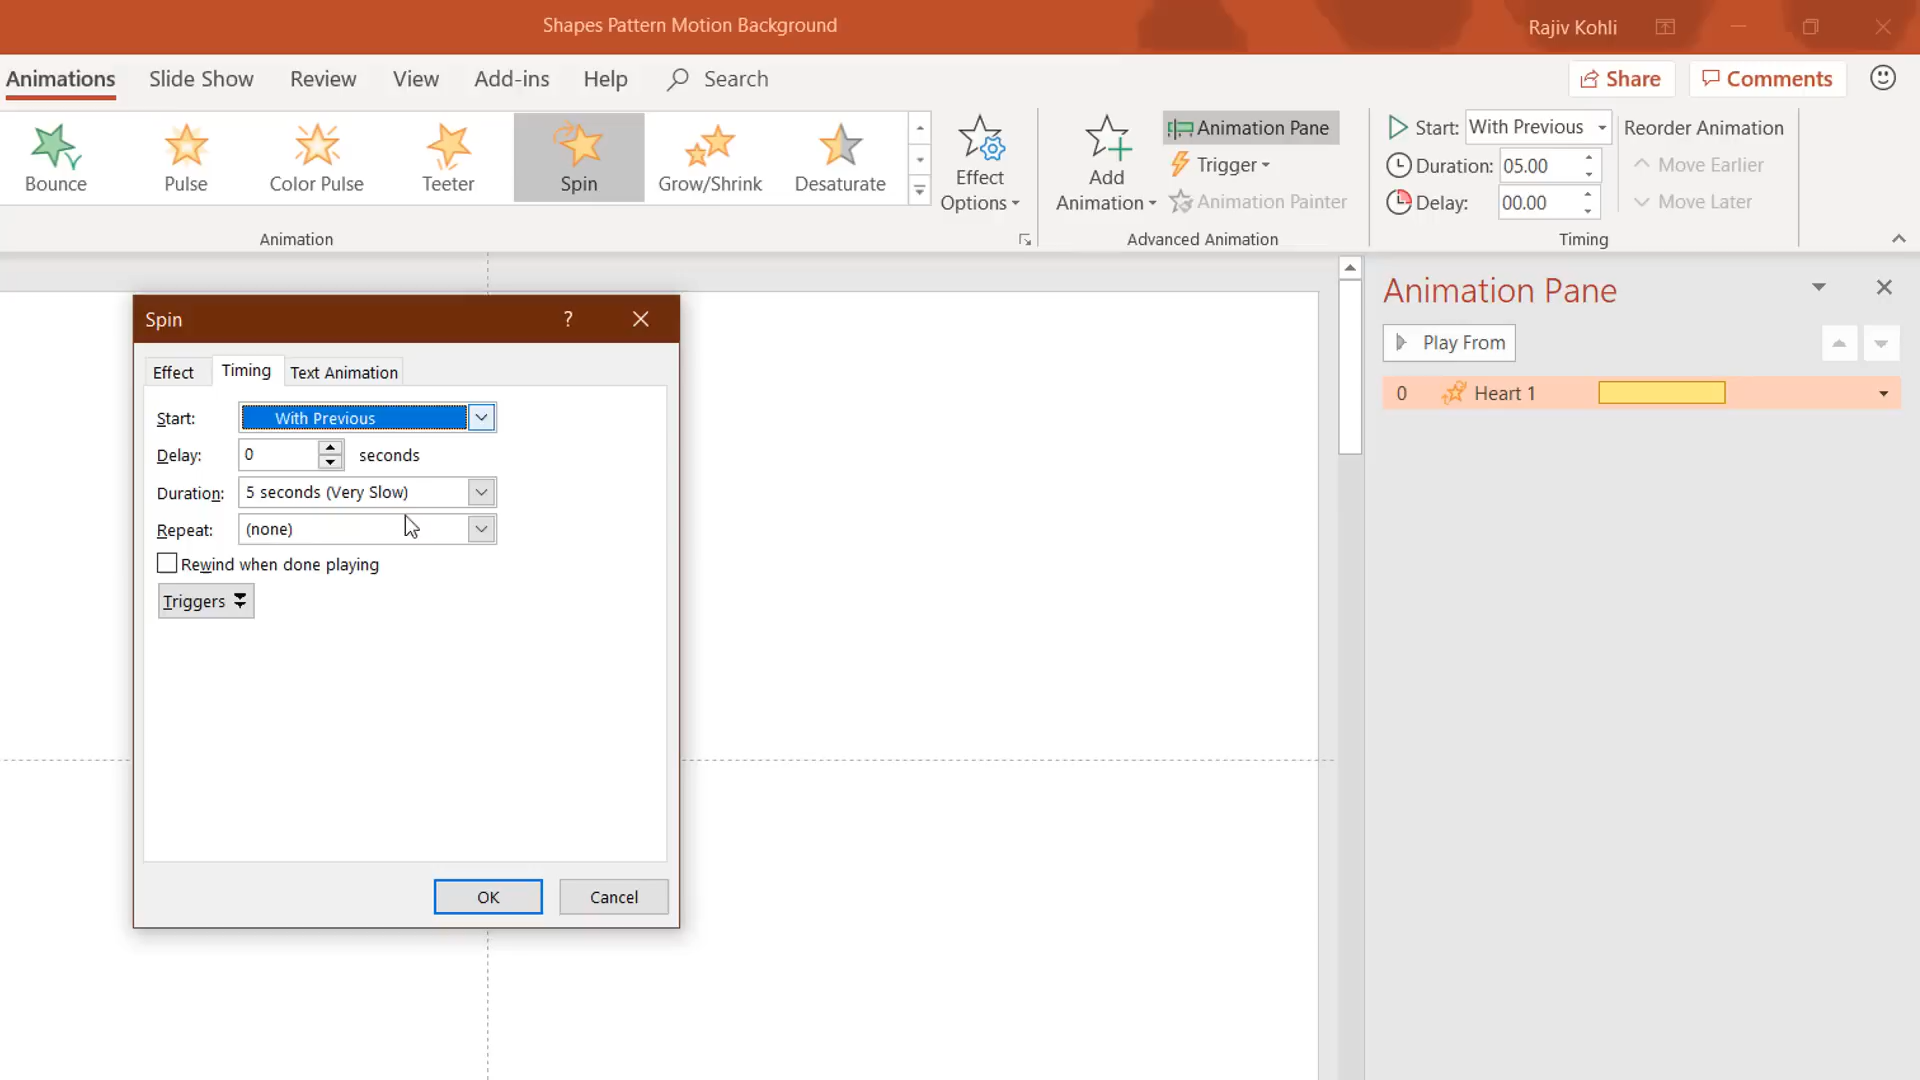 Shapes Pattern Motion Background
Rajiv Kohli
Animations Slide Show Review View Add-ins Help Search
Share Comments
Bounce Pulse Color Pulse Teeter Spin Grow/Shrink Desaturate
Animation
Effect
Options
Add
Animation
Animation Pane
Trigger
Animation Painter
Advanced Animation
Start: With Previous
Duration: 05.00
Delay: 00.00
Reorder Animation
Move Earlier
Move Later
Timing
Spin ?
Effect Timing Text Animation
Start: With Previous
Delay: 0 seconds
Duration: 5 seconds (Very Slow)
Repeat: (none)
Rewind when done playing
Triggers
OK Cancel
Animation Pane
Play From
0 Heart 1